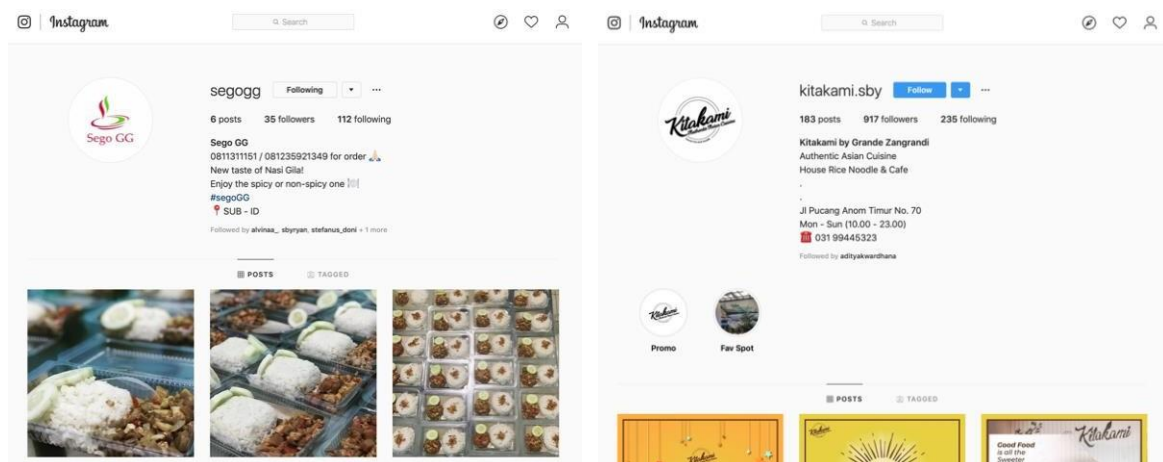 Instagram
Search
segogg Following ...
6 posts 35 followers 112 following
Sego GG
Sego GG
0811311151 / 081235921349 for order 🙏🏻
New taste of Nasi Gila!
Enjoy the spicy or non-spicy one 🍽
#segoGG
📍 SUB - ID
Followed by alvinaa_, sbyryan, stefanus_doni + 1 more
POSTS TAGGED
Instagram
Search
kitakami.sby Follow ...
183 posts 917 followers 235 following
Kitakami
Authentic Asian Cuisine
Kitakami by Grande Zangrandi
Authentic Asian Cuisine
House Rice Noodle & Cafe
.
.
Jl Pucang Anom Timur No. 70
Mon - Sun (10.00 - 23.00)
☎️ 031 99445323
Followed by adityakwardhana
Kitakami
Promo Fav Spot
POSTS TAGGED
Kitakami
Kitakami
Kitakami
Good Food
is all the
Sweeter